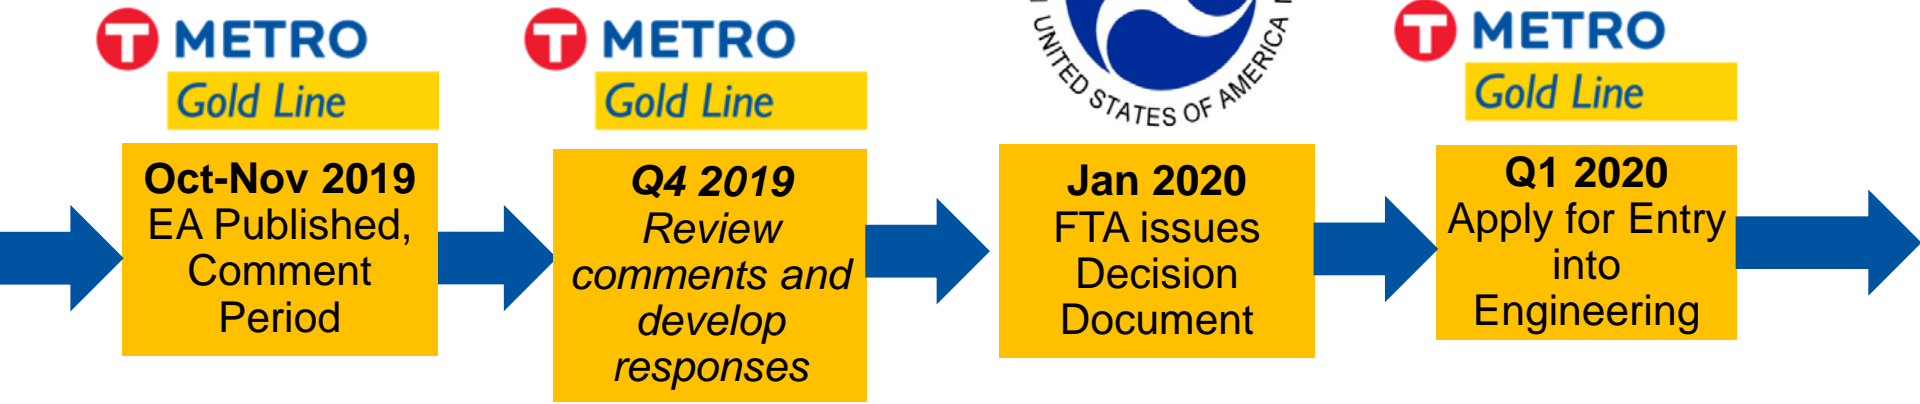 T METRO
Gold Line
Oct-Nov 2019
EA Published,
Comment
Period
T METRO
Gold Line
Q4 2019
Review
comments and
develop
responses
UNITED STATES OF AMERICA
Jan 2020
FTA issues
Decision
Document
T METRO
Gold Line
Q1 2020
Apply for Entry
into
Engineering